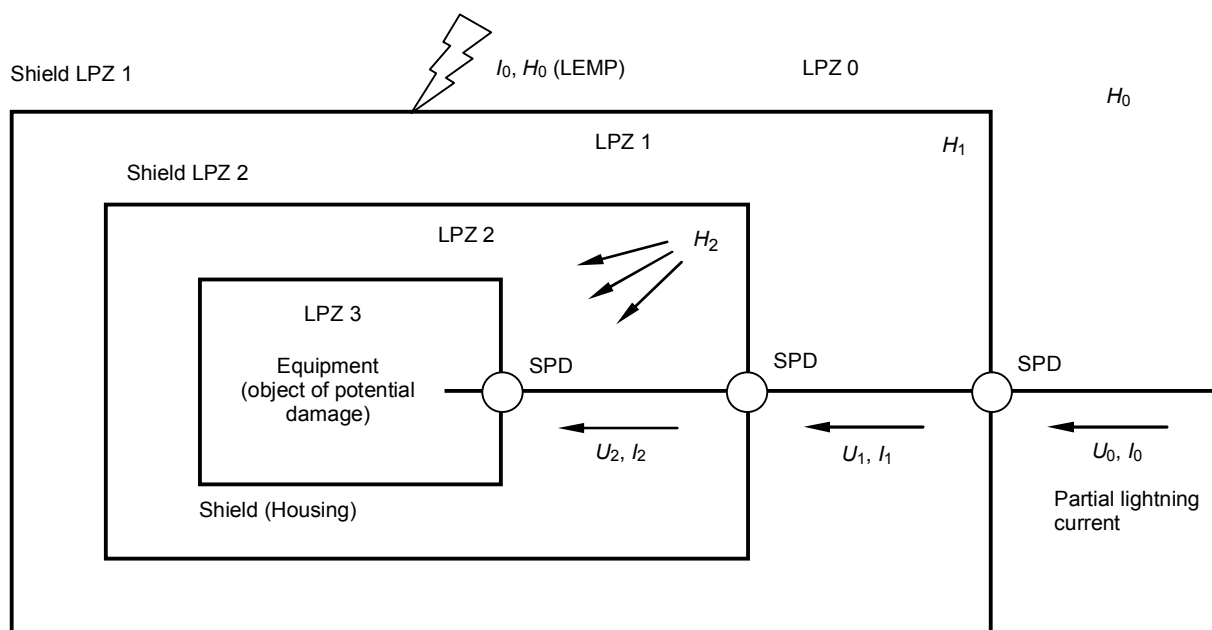 Shield LPZ 1
I0, H0 (LEMP)
LPZ 0
H0
LPZ 1
H1
Shield LPZ 2
LPZ 2
H2
LPZ 3
Equipment
(object of potential
damage)
SPD
SPD
SPD
U2, I2
U1, I1
U0, I0
Shield (Housing)
Partial lightning
current